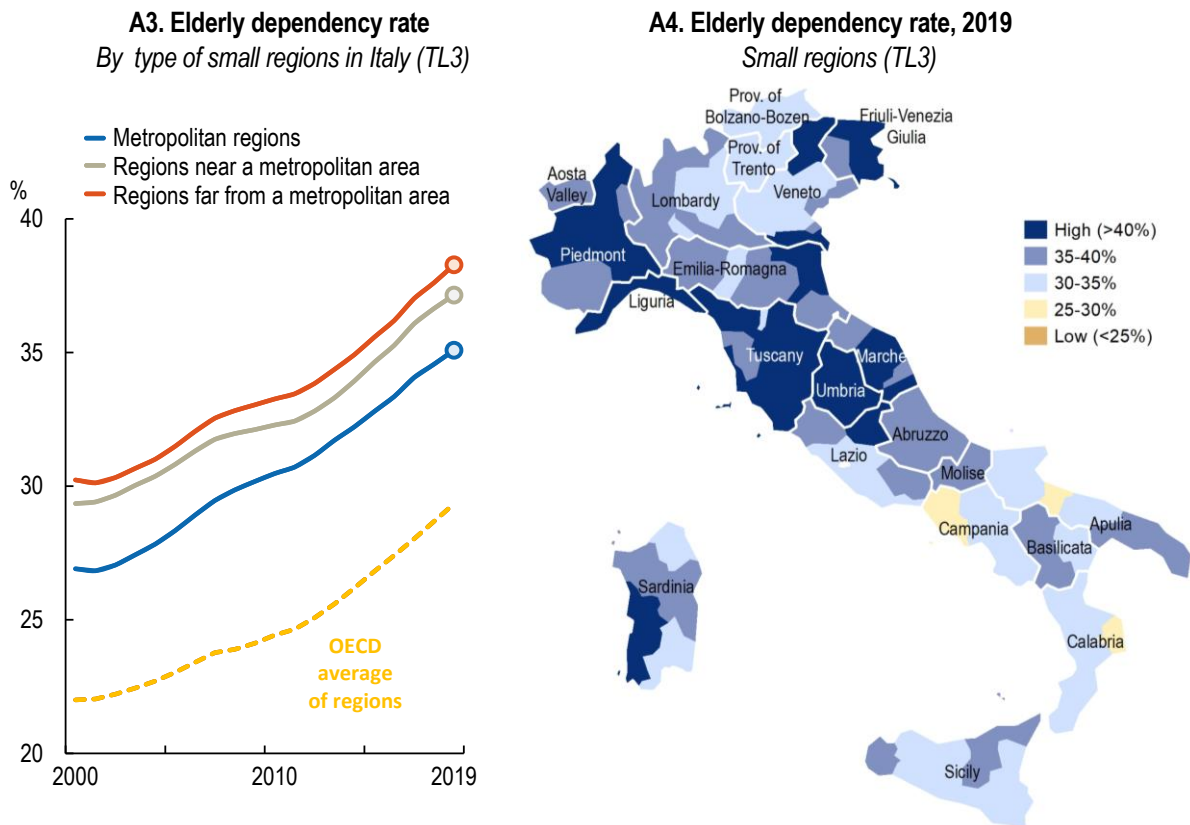 A3. Elderly dependency rate
By type of small regions in Italy (TL3)
Metropolitan regions
Regions near a metropolitan area
Regions far from a metropolitan area
%
40
35
30
25
20
2000
2010
2019
OECD
average
of regions
A4. Elderly dependency rate, 2019
Small regions (TL3)
Prov. of
Bolzano-Bozen
Friuli-Venezia
Giulia
Prov. of
Trento
Aosta
Valley
Lombardy
Veneto
Piedmont
Emilia-Romagna
Liguria
Tuscany
Marche
Umbria
Abruzzo
Lazio
Molise
Campania
Apulia
Basilicata
Sardinia
Calabria
Sicily
High (>40%)
35-40%
30-35%
25-30%
Low (<25%)